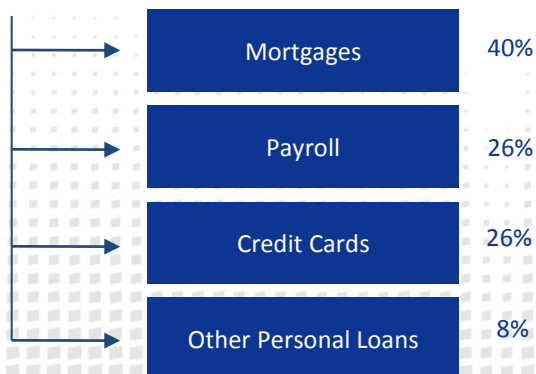 Mortgages 40%
Payroll 26%
Credit Cards 26%
Other Personal Loans 8%